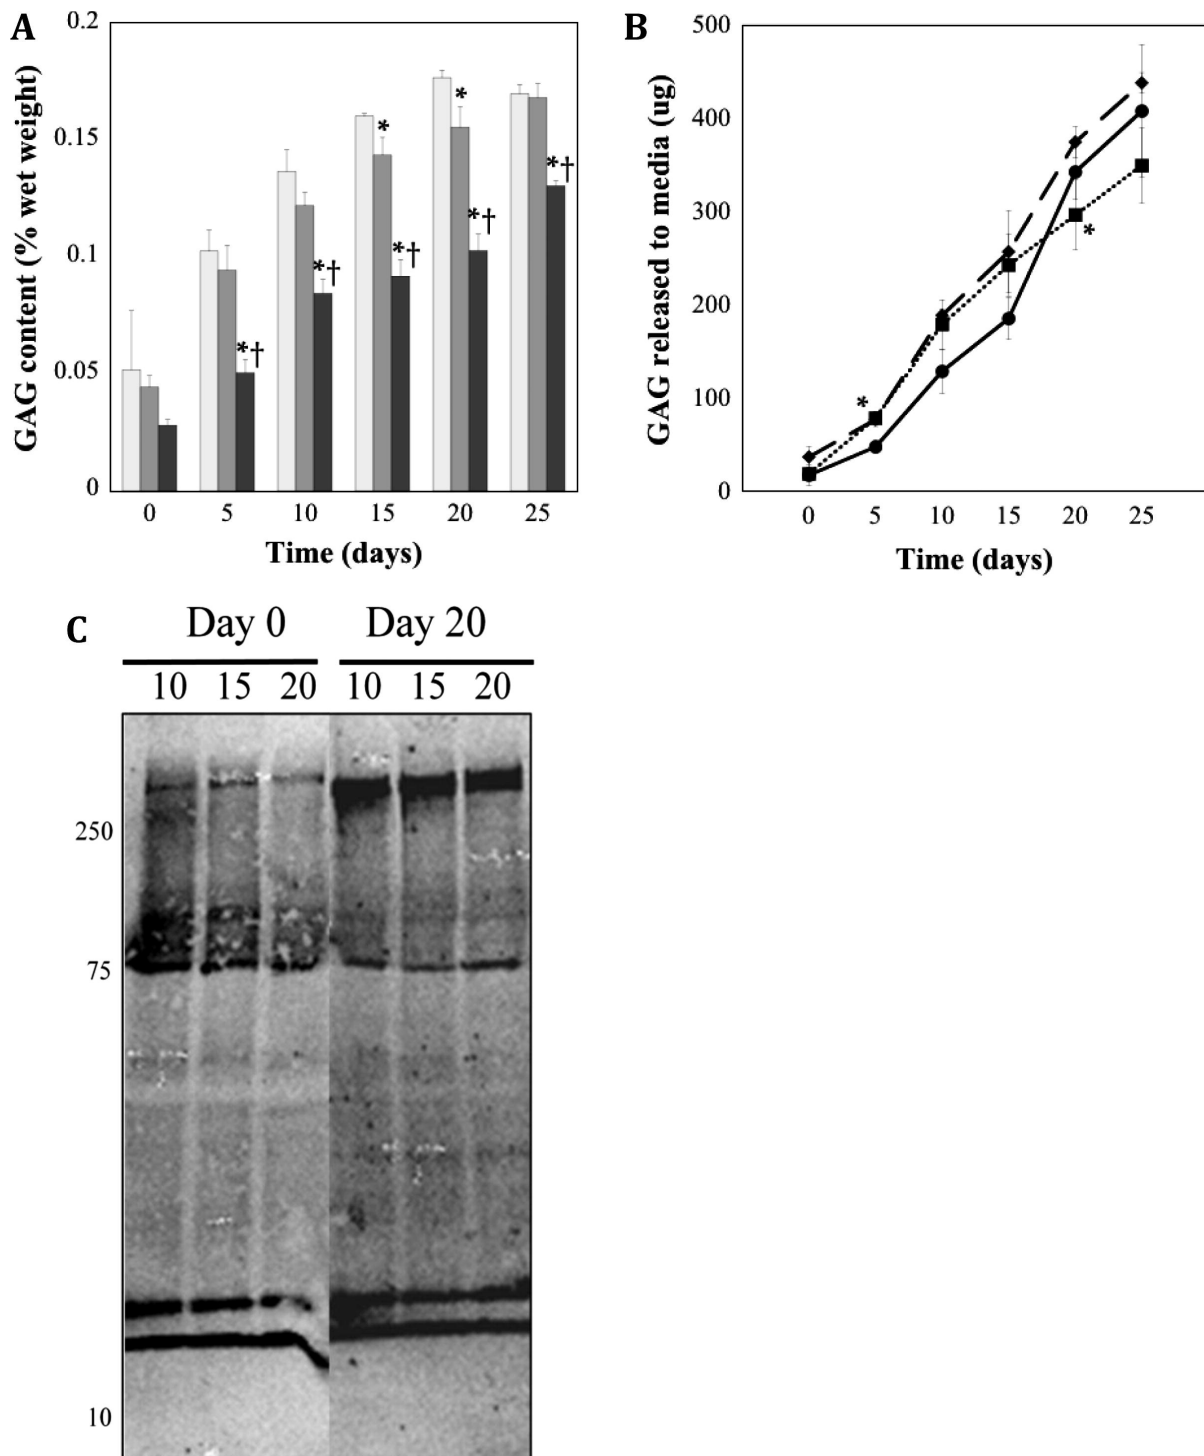 A
GAG content (% wet weight)
0.2
0.15
0.1
0.05
0
*†
*†
*
*†
*
*†
*†
0 5 10 15 20 25
Time (days)
B
GAG released to media (ug)
500
400
300
200
100
0
*
*
0 5 10 15 20 25
Time (days)
C
Day 0 Day 20
10 15 20 10 15 20
250
75
10